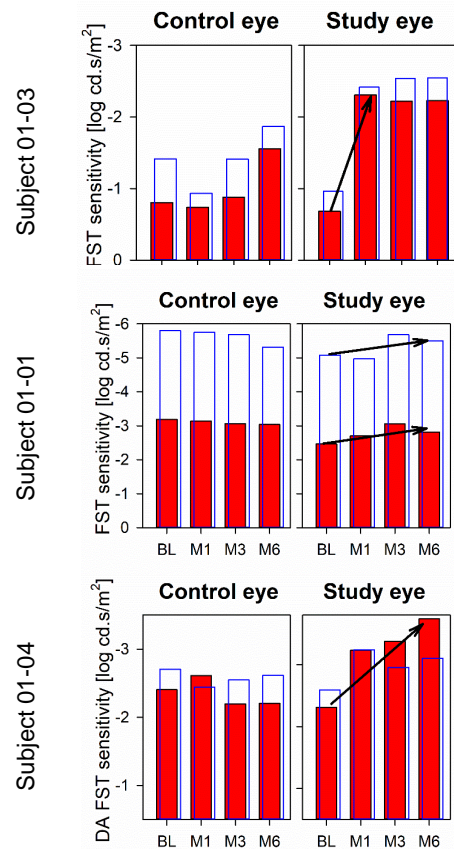 Control eye Study eye
Subject 01-03
FST sensitivity [log cd.s/m²]
-3
-2
-1
0
Control eye Study eye
Subject 01-01
FST sensitivity [log cd.s/m²]
-6
-5
-4
-3
-2
-1
0
BL M1 M3 M6 BL M1 M3 M6
Control eye Study eye
Subject 01-04
DA FST sensitivity [log cd.s/m²]
-3
-2
-1
BL M1 M3 M6 BL M1 M3 M6